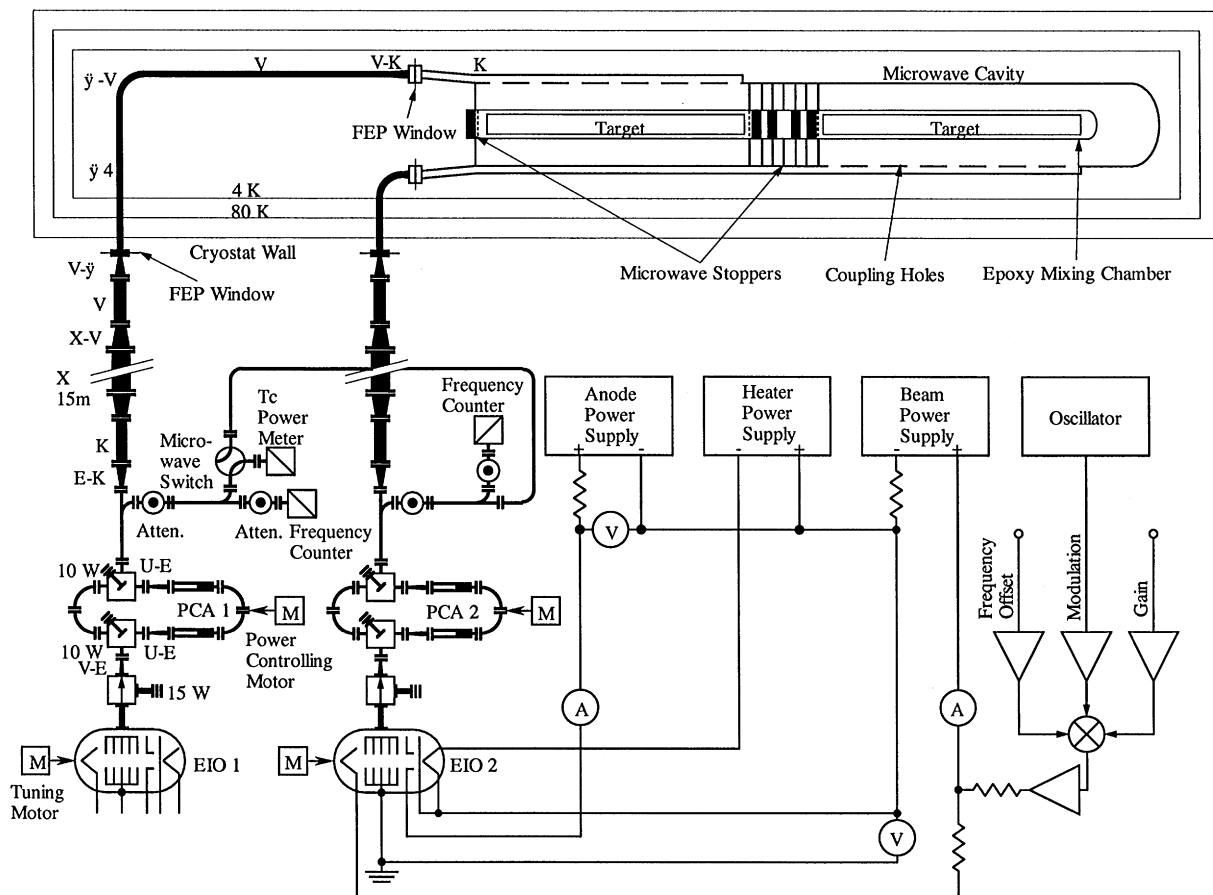 ÿ -V
V
V-K
K
Microwave Cavity
FEP Window
Target
Target
ÿ 4
4 K
80 K
Cryostat Wall
V-ÿ
FEP Window
Microwave Stoppers
Coupling Holes
Epoxy Mixing Chamber
V
X-V
X
15m
K
E-K
Micro-
wave
Switch
Tc
Power
Meter
Frequency
Counter
Atten.
Atten.
Frequency
Counter
Anode
Power
Supply
+ -
Heater
Power
Supply
- +
Beam
Power
Supply
- +
Oscillator
V
10 W
U-E
PCA 1
M
Power
Controlling
Motor
10 W
U-E
V-E
15 W
PCA 2
M
Frequency
Offset
Modulation
Gain
A
A
M
Tuning
Motor
EIO 1
M
EIO 2
V